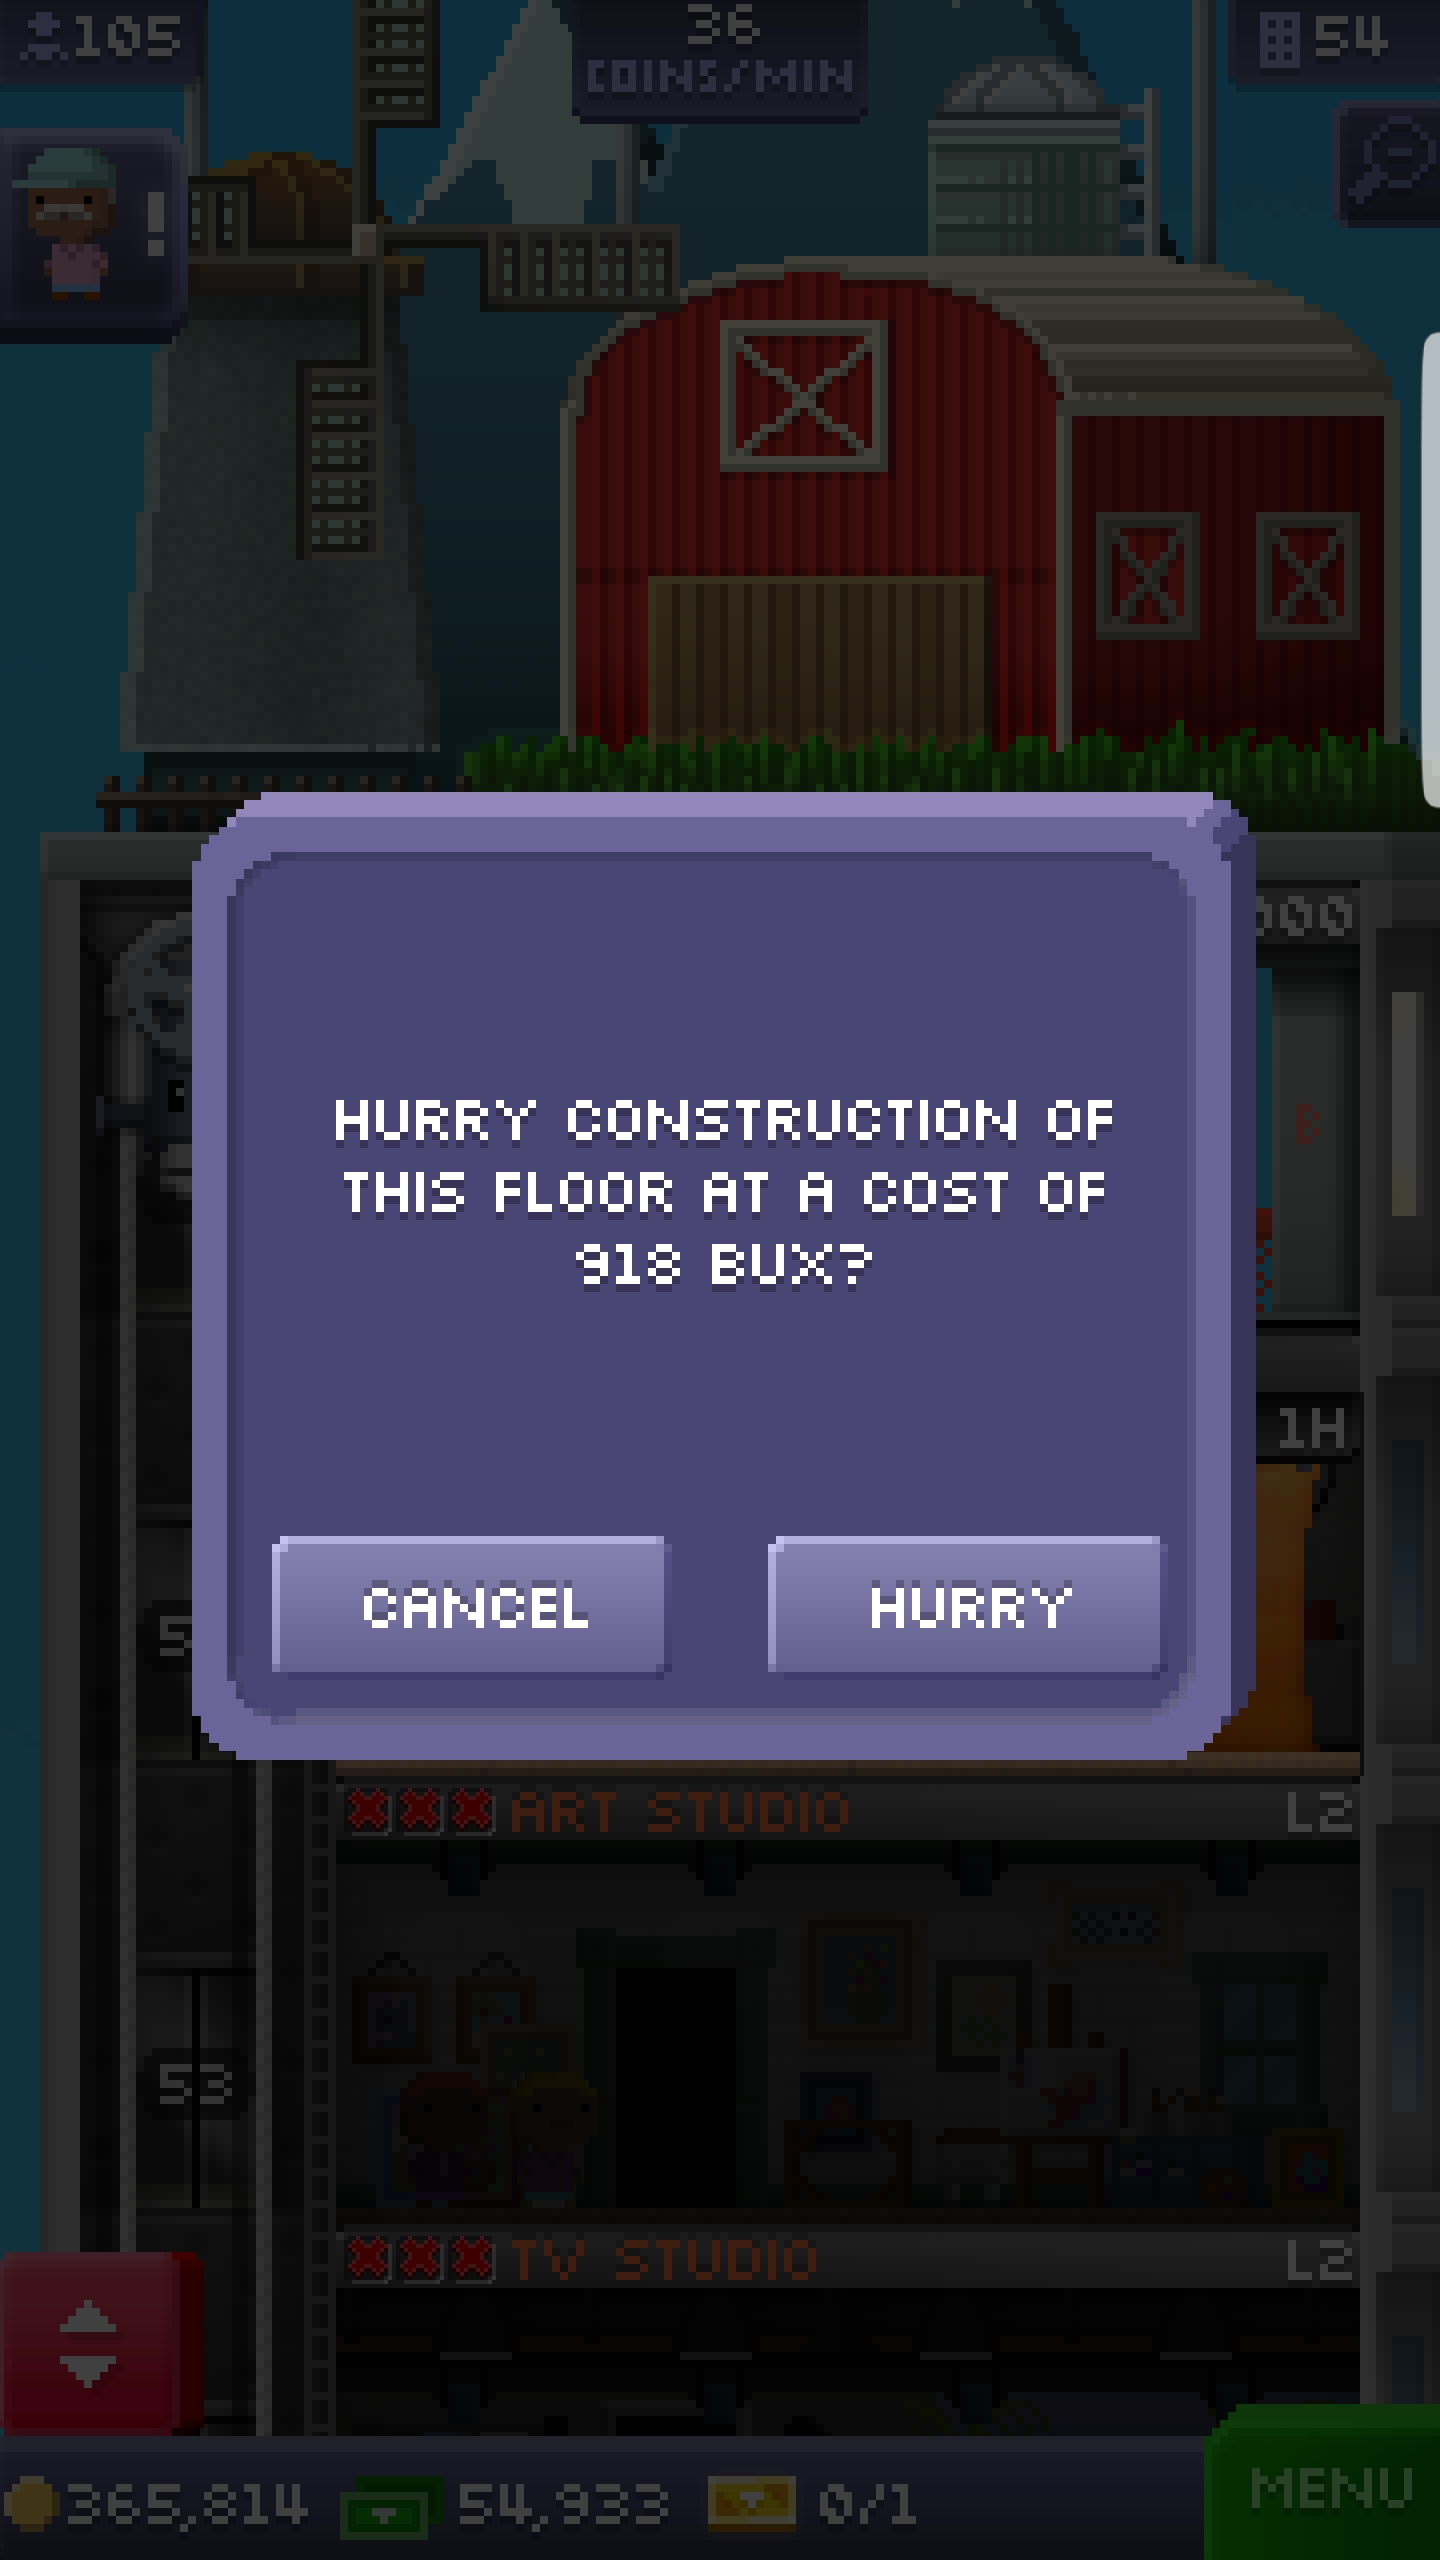 105
36
COINS/MIN
54
!
000
B
HURRY CONSTRUCTION OF
THIS FLOOR AT A COST OF
918 BUX?
1H
CANCEL
HURRY
ART STUDIO
L2
53
TV STUDIO
L2
365,814
54,933
0/1
MENU